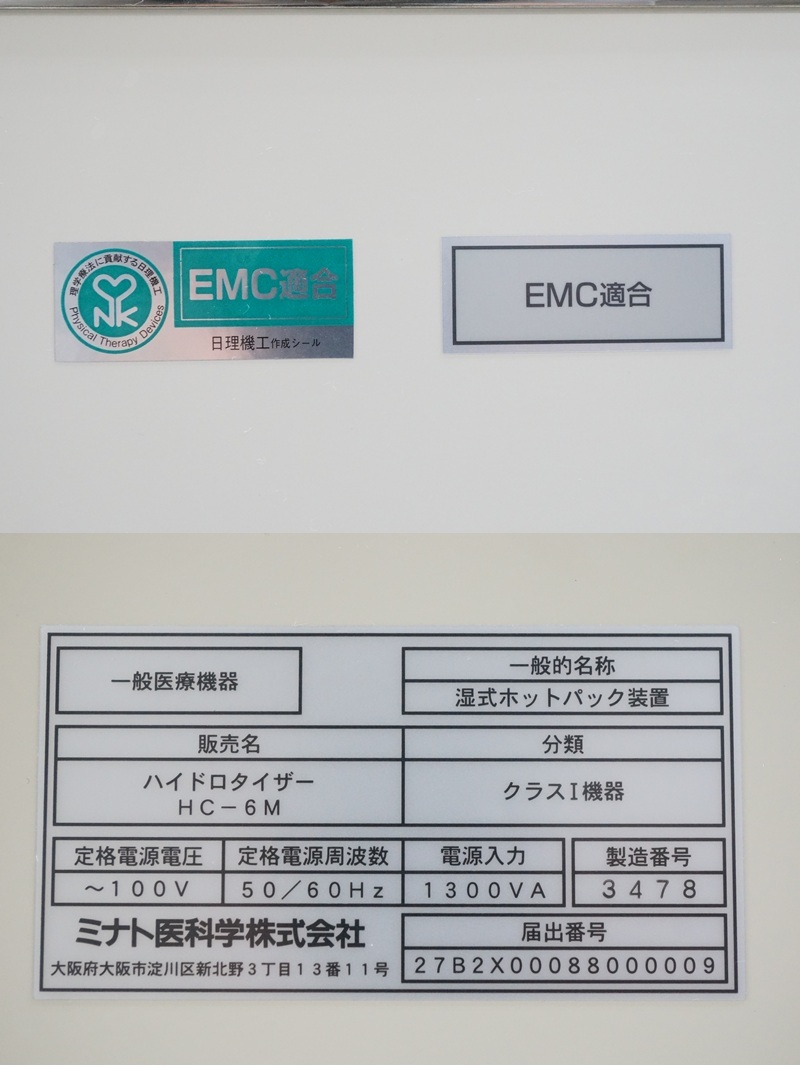 理学療法に貢献する日理機工
NK
Physical Therapy Devices
EMC適合
日理機工作成シール
EMC適合
一般医療機器
一般的名称
湿式ホットパック装置
販売名
分類
ハイドロタイザー
HC－6M
クラスI機器
定格電源電圧
定格電源周波数
電源入力
製造番号
～100V
50／60Hz
1300VA
3478
ミナト医科学株式会社
大阪府大阪市淀川区新北野3丁目13番11号
届出番号
27B2X00088000009